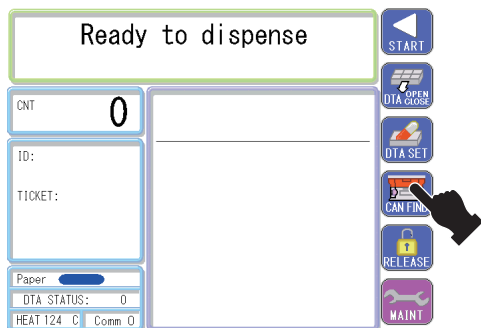 Ready to dispense
CNT
0
ID:
TICKET:
Paper
DTA STATUS: 0
HEAT 124 C Comm 0
START
DTA OPEN CLOSE
DTA SET
CAN FIND
RELEASE
MAINT